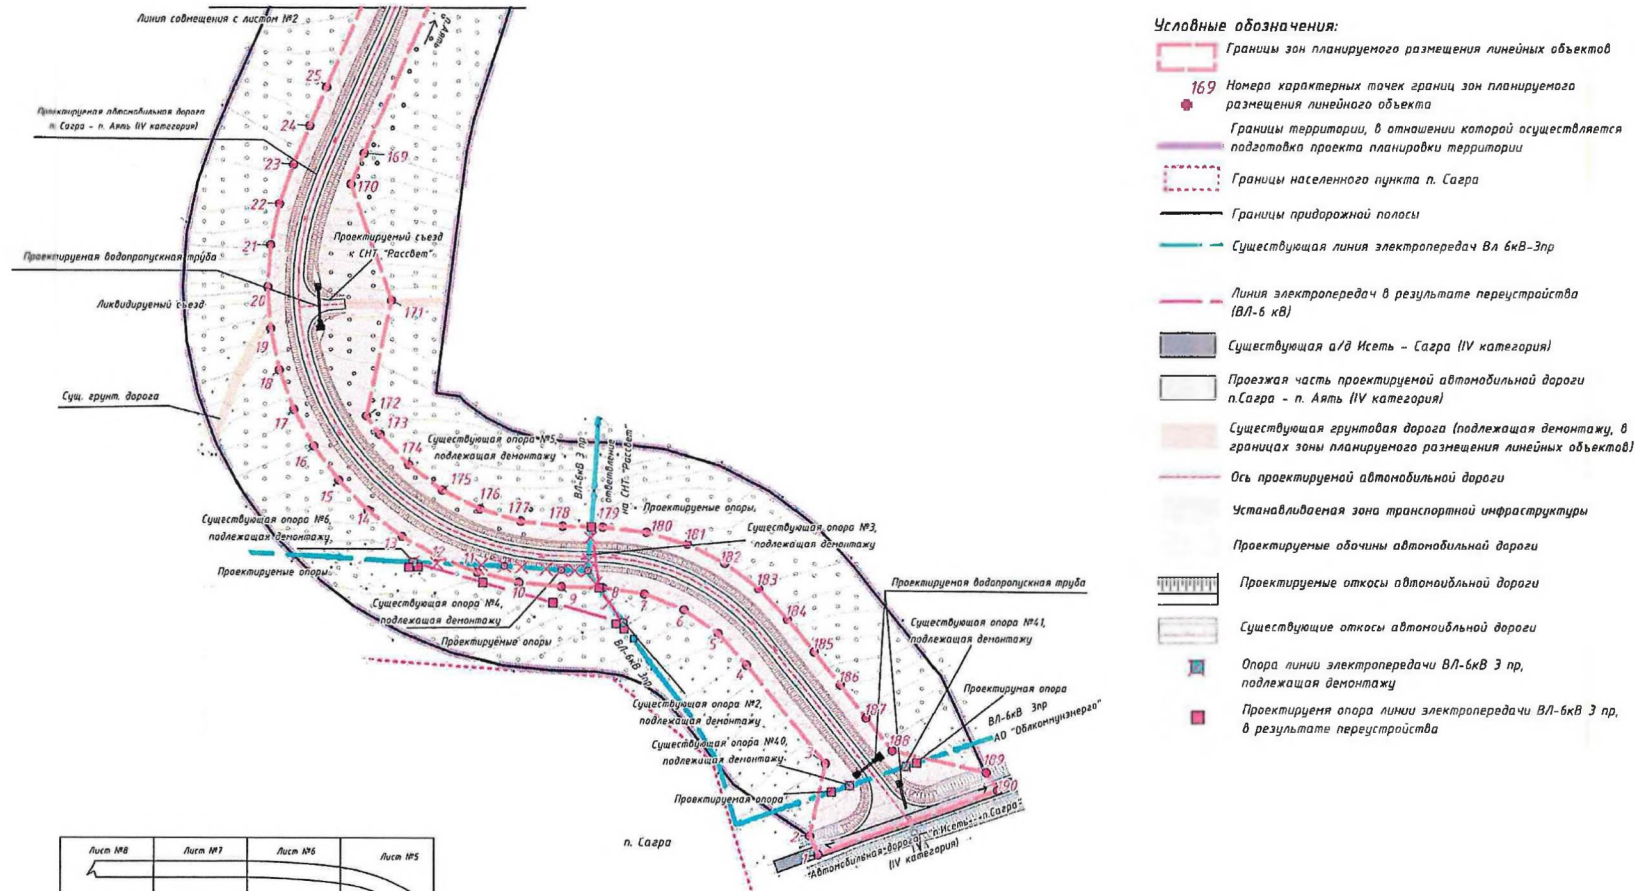 Линия совмещения с листом №2
п.Аять
Проектируемая автомобильная дорога
п. Сагра - п. Аять (IV категория)
Проектируемый съезд
к СНТ "Рассвет"
Проектируемая водопропускная труба
Ликвидируемый съезд
Сущ. грунт. дорога
25
24
23
22
21
20
19
18
17
16
15
14
13
12
11
10
9
8
7
6
5
4
3
2
1
169
170
171
172
173
174
175
176
177
178
179
180
181
182
183
184
185
186
187
188
189
190
Существующая опора №5,
подлежащая демонтажу
ВЛ-6кВ 3 пр
ответвление
на СНТ "Рассвет"
Проектируемые опоры,
Существующая опора №3,
подлежащая демонтажу
Существующая опора №6,
подлежащая демонтажу
Проектируемые опоры
Существующая опора №4,
подлежащая демонтажу
Проектируемые опоры
ВЛ-6кВ 3пр
Проектируемая водопропускная труба
Существующая опора №41,
подлежащая демонтажу
Проектирумая опора
ВЛ-6кВ 3пр
АО "Облкоммунэнерго"
Существующая опора №2,
подлежащая демонтажу
Существующая опора №40,
подлежащая демонтажу
Проектируемая опора
п. Сагра
"Автомобильная дорога "п.Исеть - п.Сагра"
(IV категория)
Лист №8 Лист №7 Лист №6 Лист №5
Условные обозначения:
Границы зон планируемого размещения линейных объектов
169 Номера характерных точек границ зон планируемого
размещения линейного объекта
Границы территории, в отношении которой осуществляется
подготовка проекта планировки территории
Границы населенного пункта п. Сагра
Границы придорожной полосы
Существующая линия электропередач Вл 6кВ-3пр
Линия электропередач в результате переустройства
(ВЛ-6 кВ)
Существующая а/д Исеть - Сагра (IV категория)
Проезжая часть проектируемой автомобильной дороги
п.Сагра - п. Аять (IV категория)
Существующая грунтовая дорога (подлежащая демонтажу, в
границах зоны планируемого размещения линейных объектов)
Ось проектируемой автомобильной дороги
Устанавливаемая зона транспортной инфраструктуры
Проектируемые обочины автомобильной дороги
Проектируемые откосы автомоибльной дороги
Существующие откосы автомоибльной дороги
Опора линии электропередачи ВЛ-6кВ 3 пр,
подлежащая демонтажу
Проектируемя опора линии электропередачи ВЛ-6кВ 3 пр,
в результате переустройства